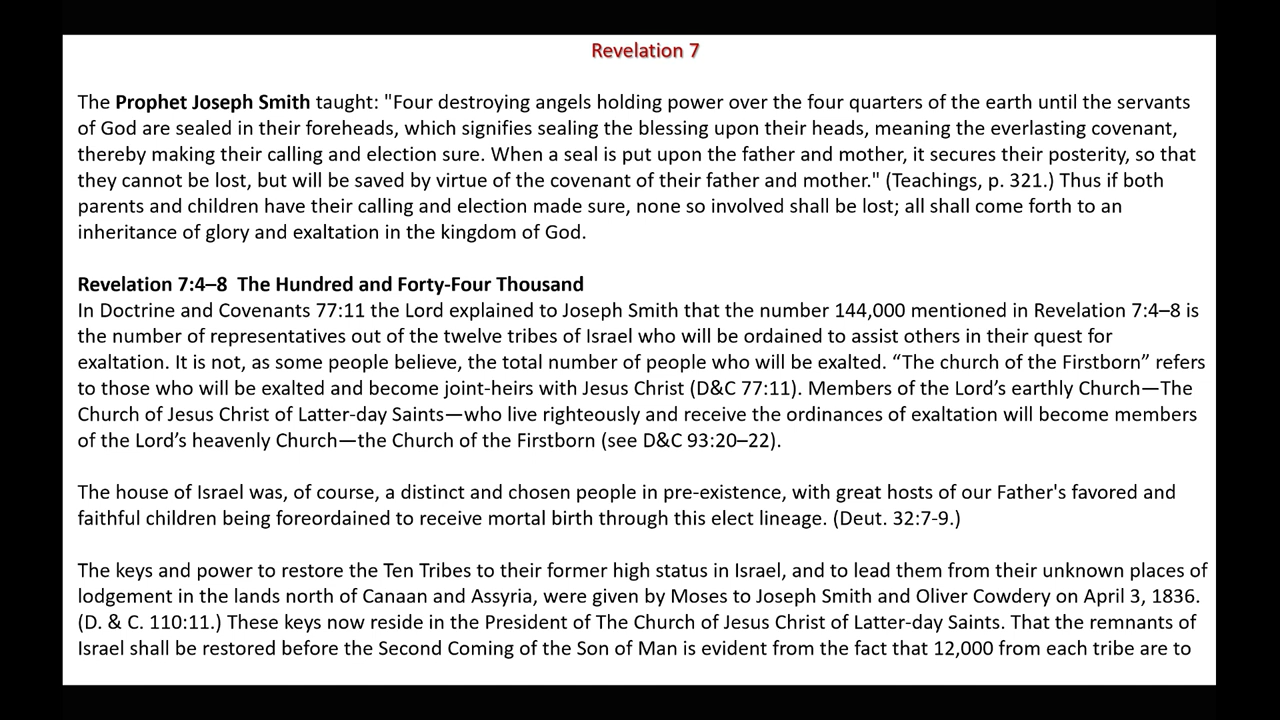 Revelation 7
The Prophet Joseph Smith taught: "Four destroying angels holding power over the four quarters of the earth until the servants
of God are sealed in their foreheads, which signifies sealing the blessing upon their heads, meaning the everlasting covenant,
thereby making their calling and election sure. When a seal is put upon the father and mother, it secures their posterity, so that
they cannot be lost, but will be saved by virtue of the covenant of their father and mother." (Teachings, p. 321.) Thus if both
parents and children have their calling and election made sure, none so involved shall be lost; all shall come forth to an
inheritance of glory and exaltation in the kingdom of God.
Revelation 7:4–8  The Hundred and Forty-Four Thousand
In Doctrine and Covenants 77:11 the Lord explained to Joseph Smith that the number 144,000 mentioned in Revelation 7:4–8 is
the number of representatives out of the twelve tribes of Israel who will be ordained to assist others in their quest for
exaltation. It is not, as some people believe, the total number of people who will be exalted. “The church of the Firstborn” refers
to those who will be exalted and become joint-heirs with Jesus Christ (D&C 77:11). Members of the Lord’s earthly Church—The
Church of Jesus Christ of Latter-day Saints—who live righteously and receive the ordinances of exaltation will become members
of the Lord’s heavenly Church—the Church of the Firstborn (see D&C 93:20–22).
The house of Israel was, of course, a distinct and chosen people in pre-existence, with great hosts of our Father's favored and
faithful children being foreordained to receive mortal birth through this elect lineage. (Deut. 32:7-9.)
The keys and power to restore the Ten Tribes to their former high status in Israel, and to lead them from their unknown places of
lodgement in the lands north of Canaan and Assyria, were given by Moses to Joseph Smith and Oliver Cowdery on April 3, 1836.
(D. & C. 110:11.) These keys now reside in the President of The Church of Jesus Christ of Latter-day Saints. That the remnants of
Israel shall be restored before the Second Coming of the Son of Man is evident from the fact that 12,000 from each tribe are to